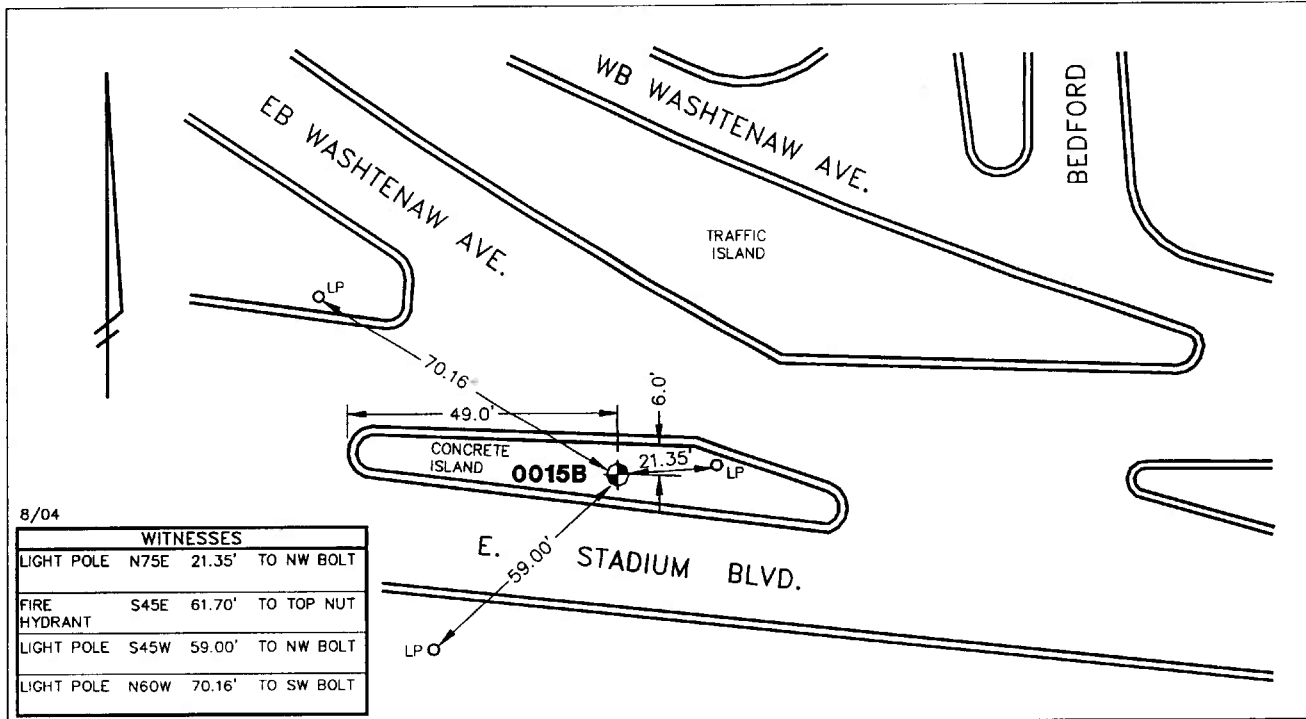 WB WASHTENAW AVE.
BEDFORD
EB WASHTENAW AVE.
TRAFFIC
ISLAND
LP
70.16'
49.0'
6.0'
CONCRETE
ISLAND
0015B
21.35'
LP
E. STADIUM BLVD.
59.00'
LP
8/04
WITNESSES
LIGHT POLE N75E 21.35' TO NW BOLT
FIRE HYDRANT S45E 61.70' TO TOP NUT
LIGHT POLE S45W 59.00' TO NW BOLT
LIGHT POLE N60W 70.16' TO SW BOLT